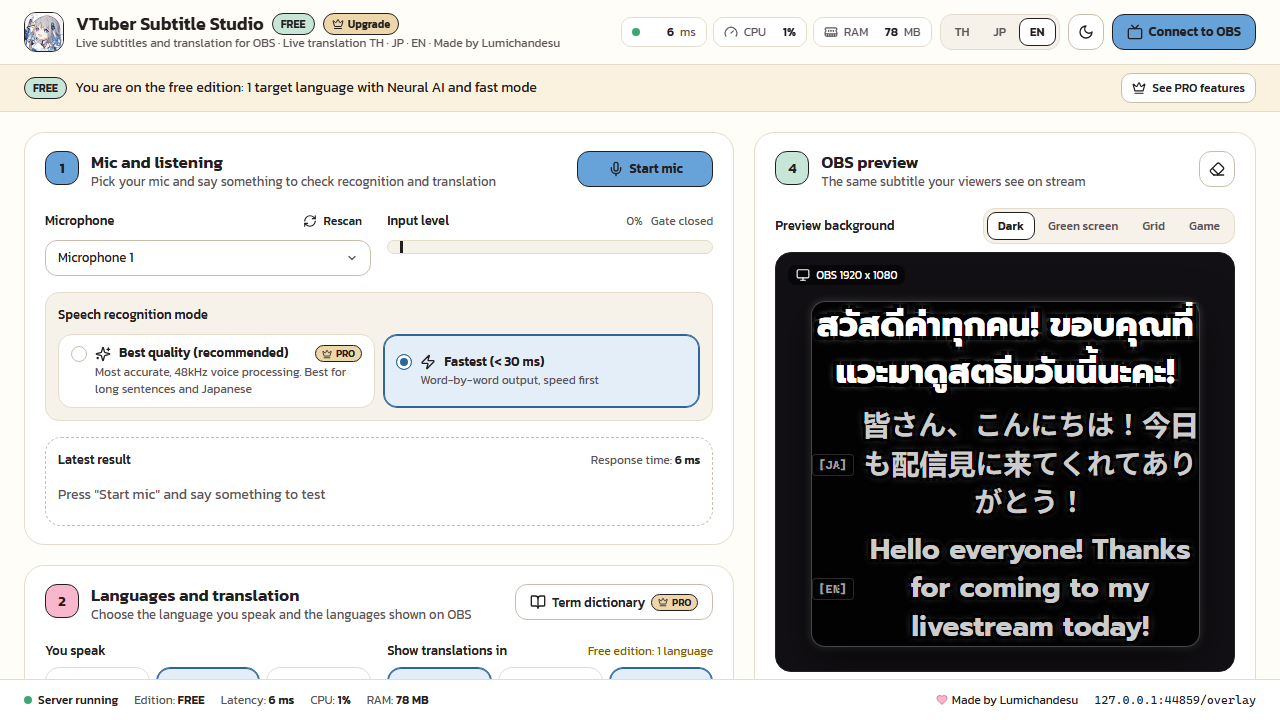 VTuber Subtitle Studio FREE Upgrade
Live subtitles and translation for OBS · Live translation TH · JP · EN · Made by Lumichandesu
6 ms
CPU 1%
RAM 78 MB
TH JP EN
Connect to OBS
FREE You are on the free edition: 1 target language with Neural AI and fast mode
See PRO features
1 Mic and listening
Pick your mic and say something to check recognition and translation
Start mic
Microphone
Rescan
Microphone 1
Input level
0% Gate closed
Speech recognition mode
Best quality (recommended) PRO
Most accurate, 48kHz voice processing. Best for
long sentences and Japanese
Fastest (< 30 ms)
Word-by-word output, speed first
Latest result
Response time: 6 ms
Press "Start mic" and say something to test
2 Languages and translation
Choose the language you speak and the languages shown on OBS
Term dictionary PRO
You speak
Show translations in
Free edition: 1 language
4 OBS preview
The same subtitle your viewers see on stream
Preview background
Dark Green screen Grid Game
OBS 1920 x 1080
สวัสดีค่าทุกคน! ขอบคุณที่
แวะมาดูสตรีมวันนี้นะคะ!
[JA]
皆さん、こんにちは！今日
も配信見に来てくれてあり
がとう！
[EN]
Hello everyone! Thanks
for coming to my
livestream today!
Server running Edition: FREE Latency: 6 ms CPU: 1% RAM: 78 MB
Made by Lumichandesu 127.0.0.1:44859/overlay